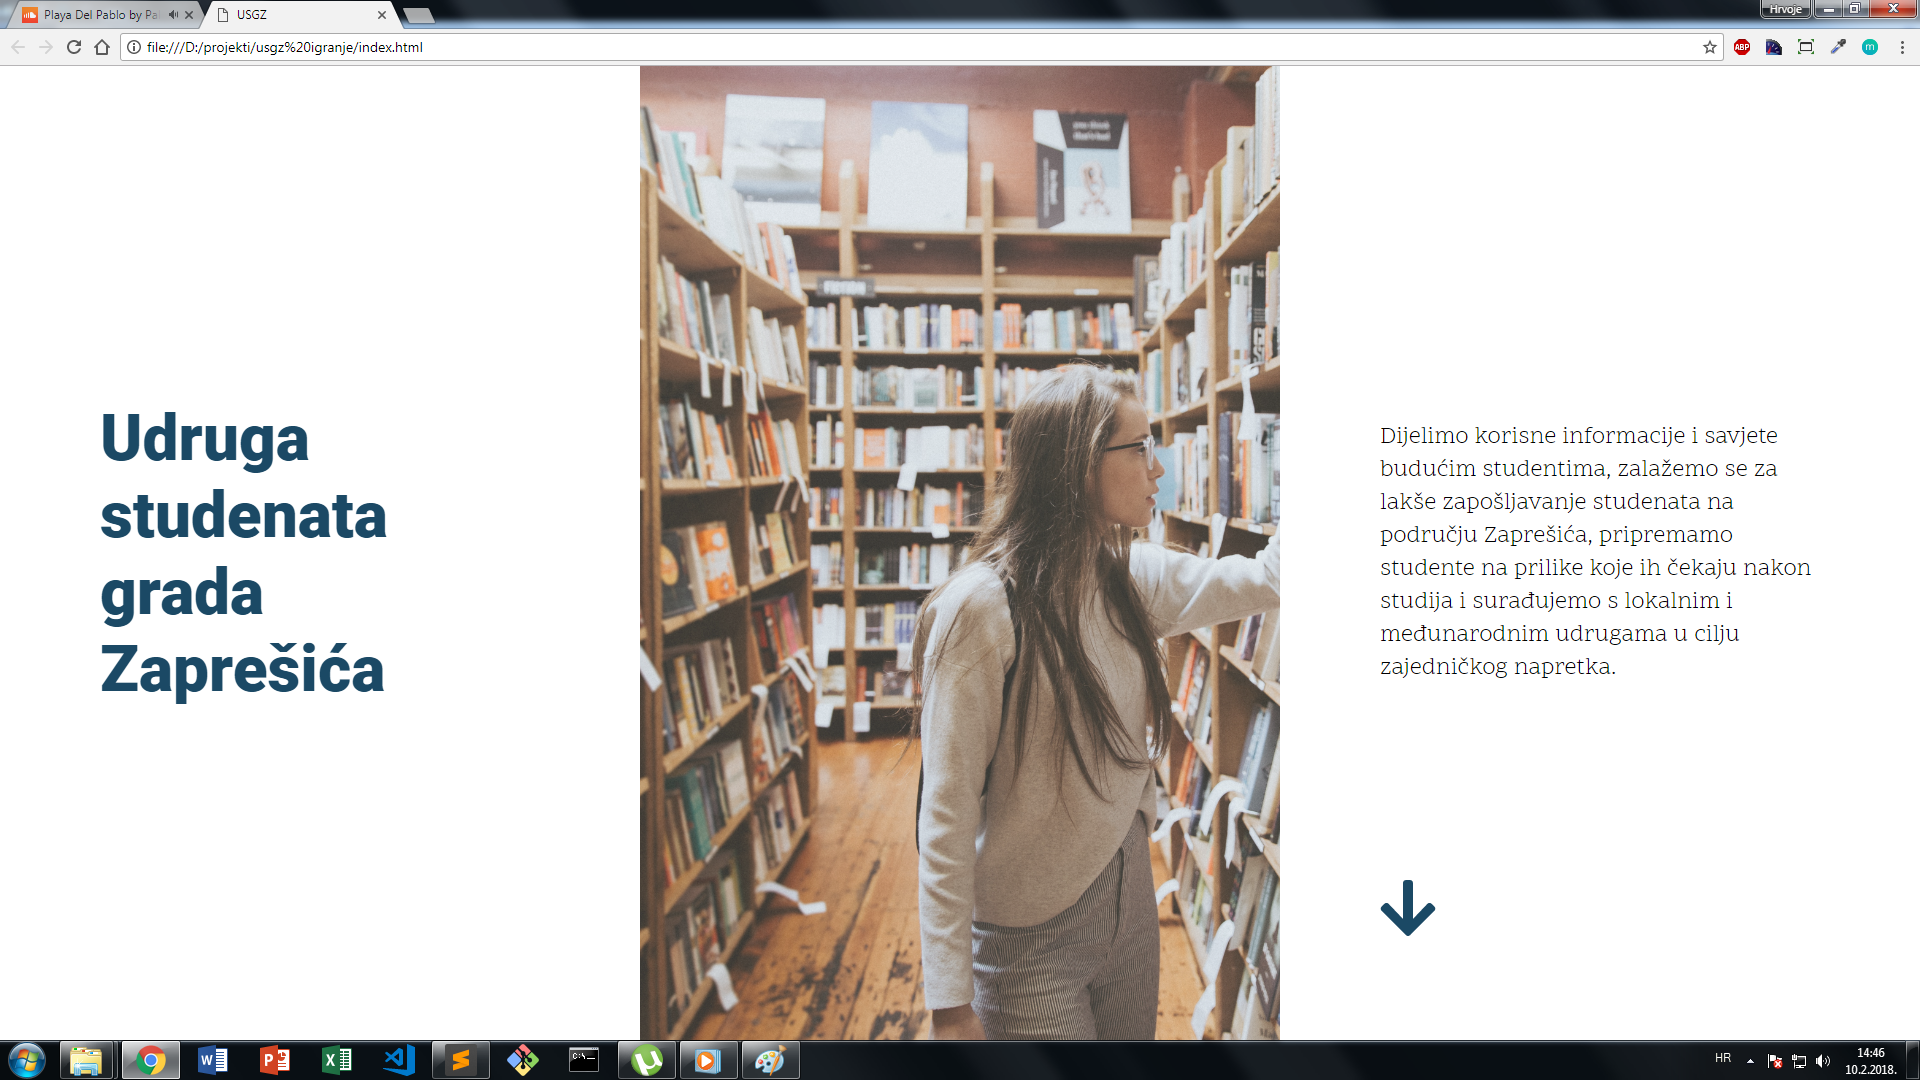 Playa Del Pablo by Pa
USGZ
Hrvoje
file:///D:/projekti/usgz%20igranje/index.html
ABP
m
Udruga
studenata
grada
Zaprešića
Dijelimo korisne informacije i savjete
budućim studentima, zalažemo se za
lakše zapošljavanje studenata na
području Zaprešića, pripremamo
studente na prilike koje ih čekaju nakon
studija i surađujemo s lokalnim i
međunarodnim udrugama u cilju
zajedničkog napretka.
HR
14:46
10.2.2018.